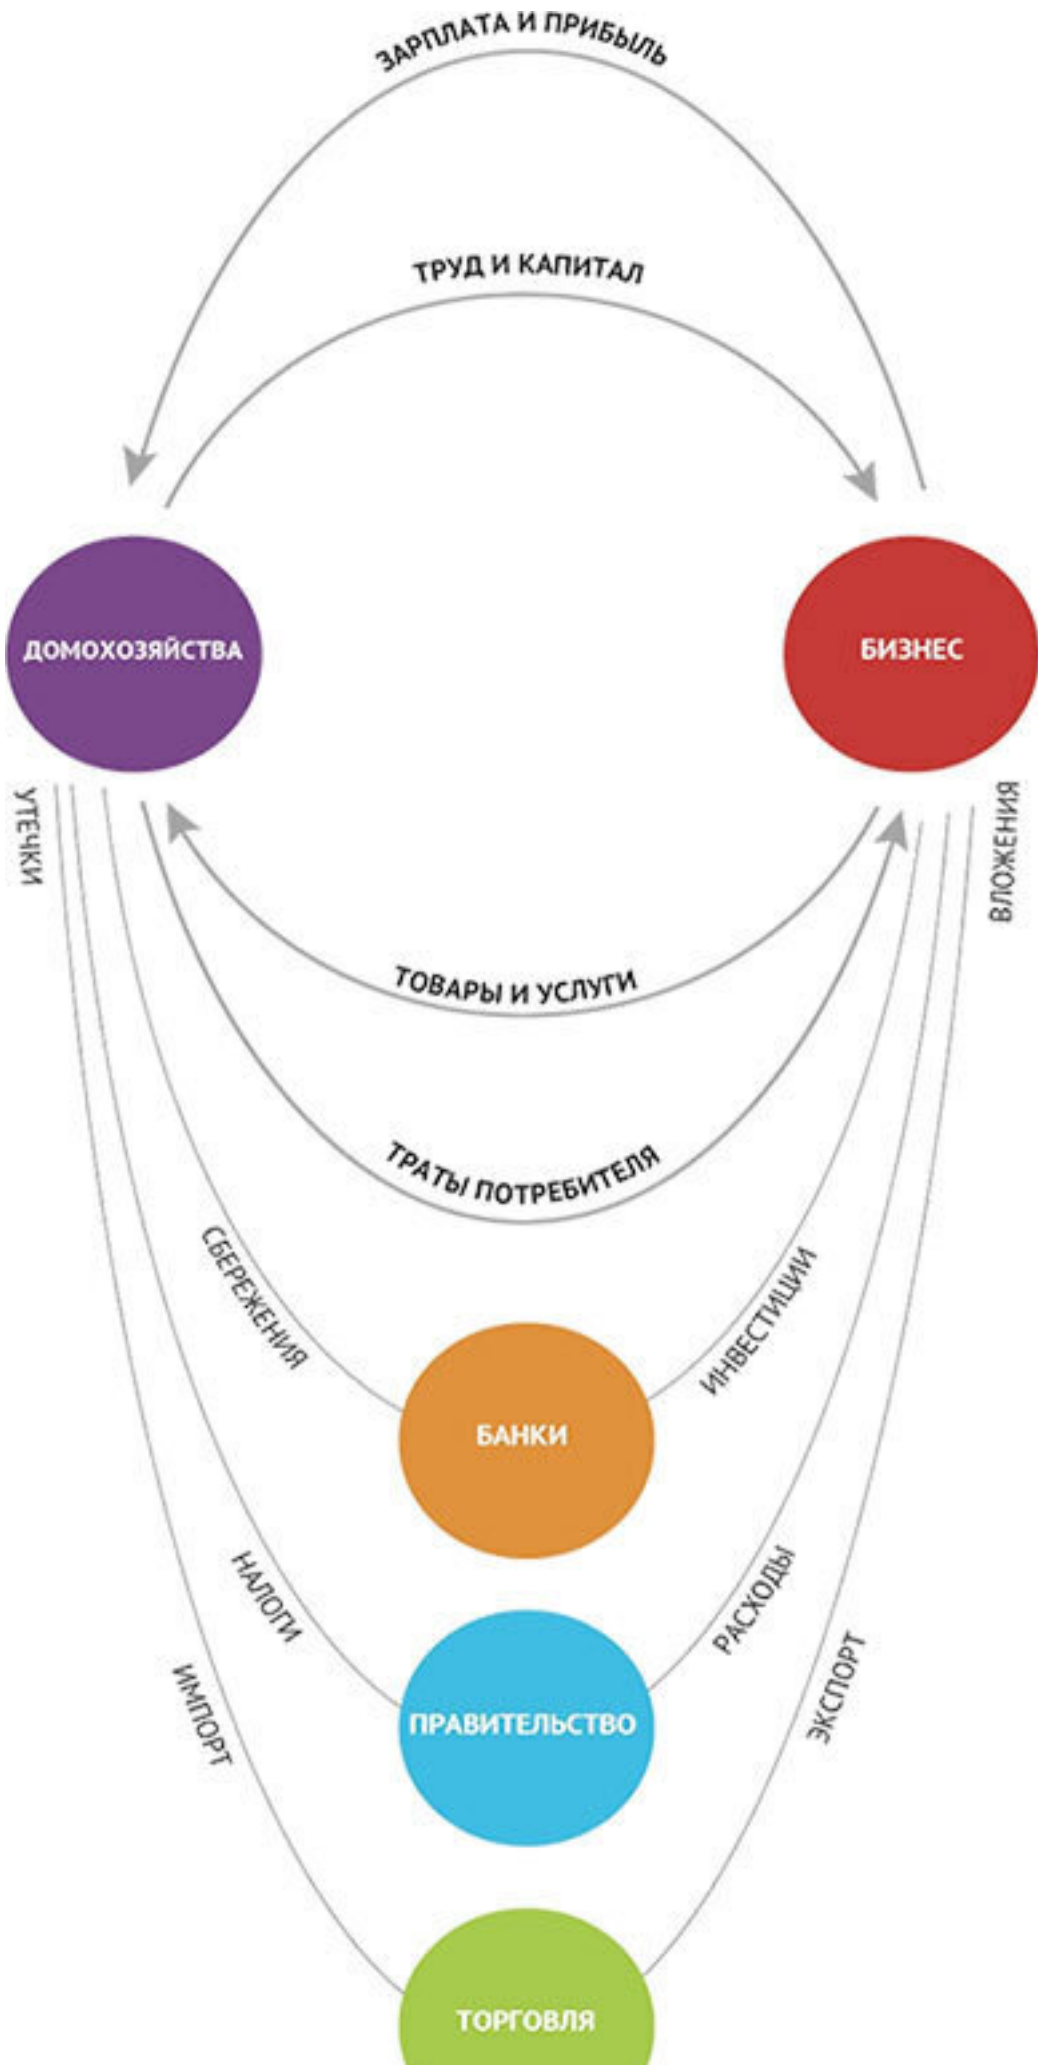 ЗАРПЛАТА И ПРИБЫЛЬ
ТРУД И КАПИТАЛ
ДОМОХОЗЯЙСТВА
БИЗНЕС
УТЕЧКИ
ВЛОЖЕНИЯ
ТОВАРЫ И УСЛУГИ
ТРАТЫ ПОТРЕБИТЕЛЯ
СБЕРЕЖЕНИЯ
ИНВЕСТИЦИИ
БАНКИ
НАЛОГИ
РАСХОДЫ
ИМПОРТ
ЭКСПОРТ
ПРАВИТЕЛЬСТВО
ТОРГОВЛЯ